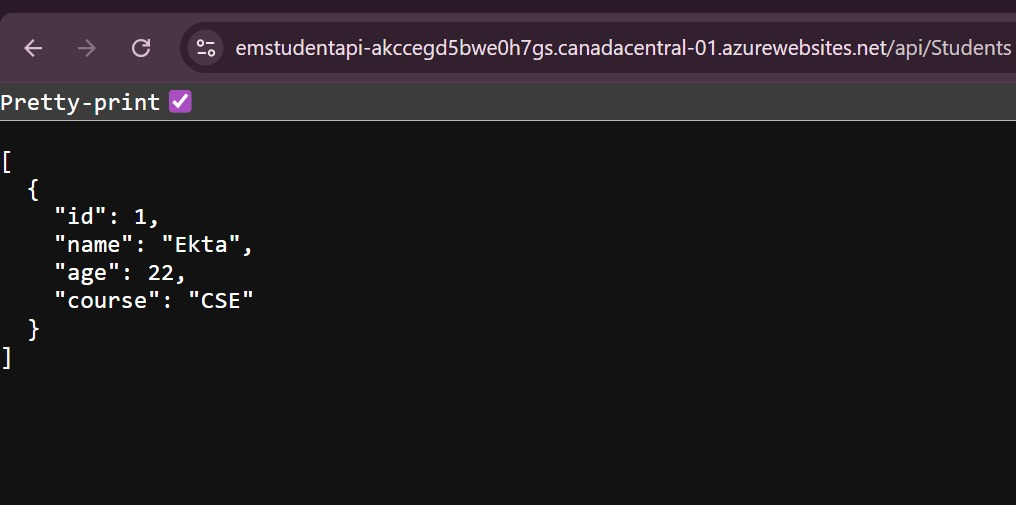 emstudentapi-akccegd5bwe0h7gs.canadacentral-01.azurewebsites.net/api/Students
Pretty-print
[
  {
    "id": 1,
    "name": "Ekta",
    "age": 22,
    "course": "CSE"
  }
]